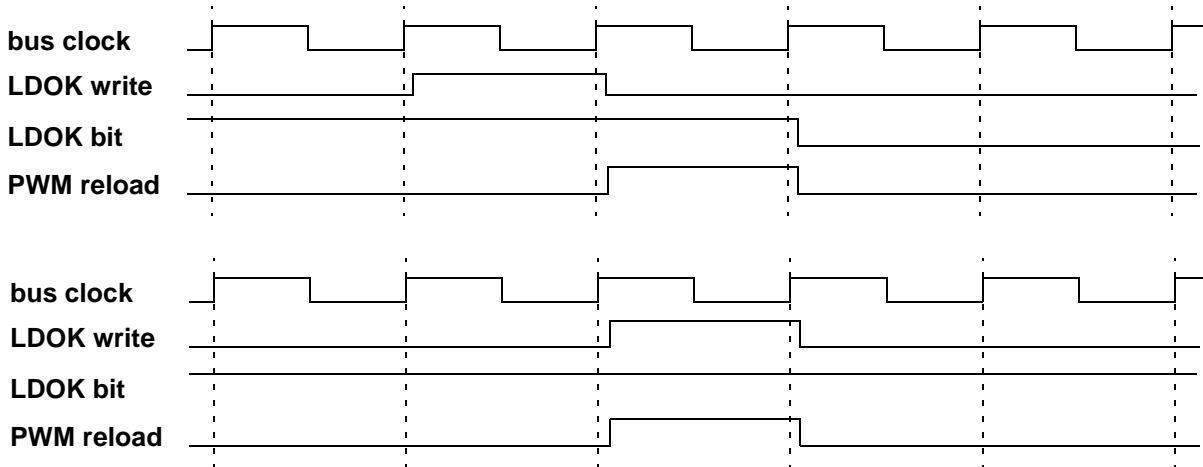 bus clock
LDOK write
LDOK bit
PWM reload
bus clock
LDOK write
LDOK bit
PWM reload